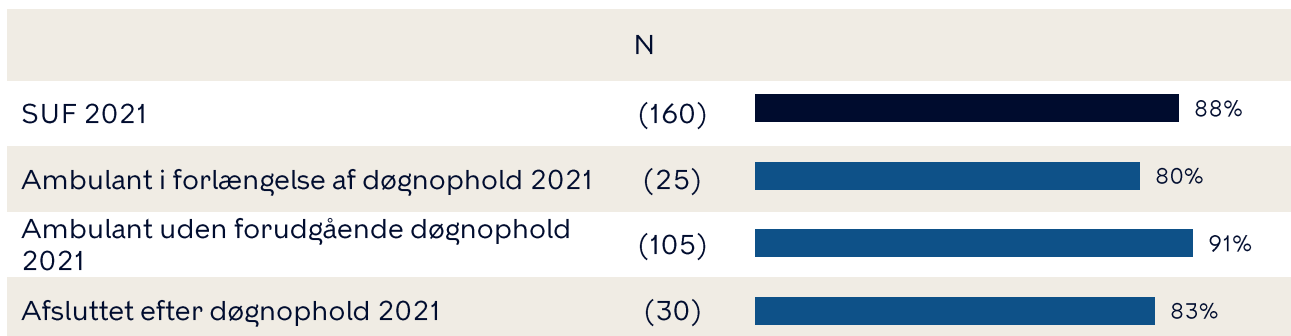 N
SUF 2021 (160) 88%
Ambulant i forlængelse af døgnophold 2021 (25) 80%
Ambulant uden forudgående døgnophold
2021 (105) 91%
Afsluttet efter døgnophold 2021 (30) 83%